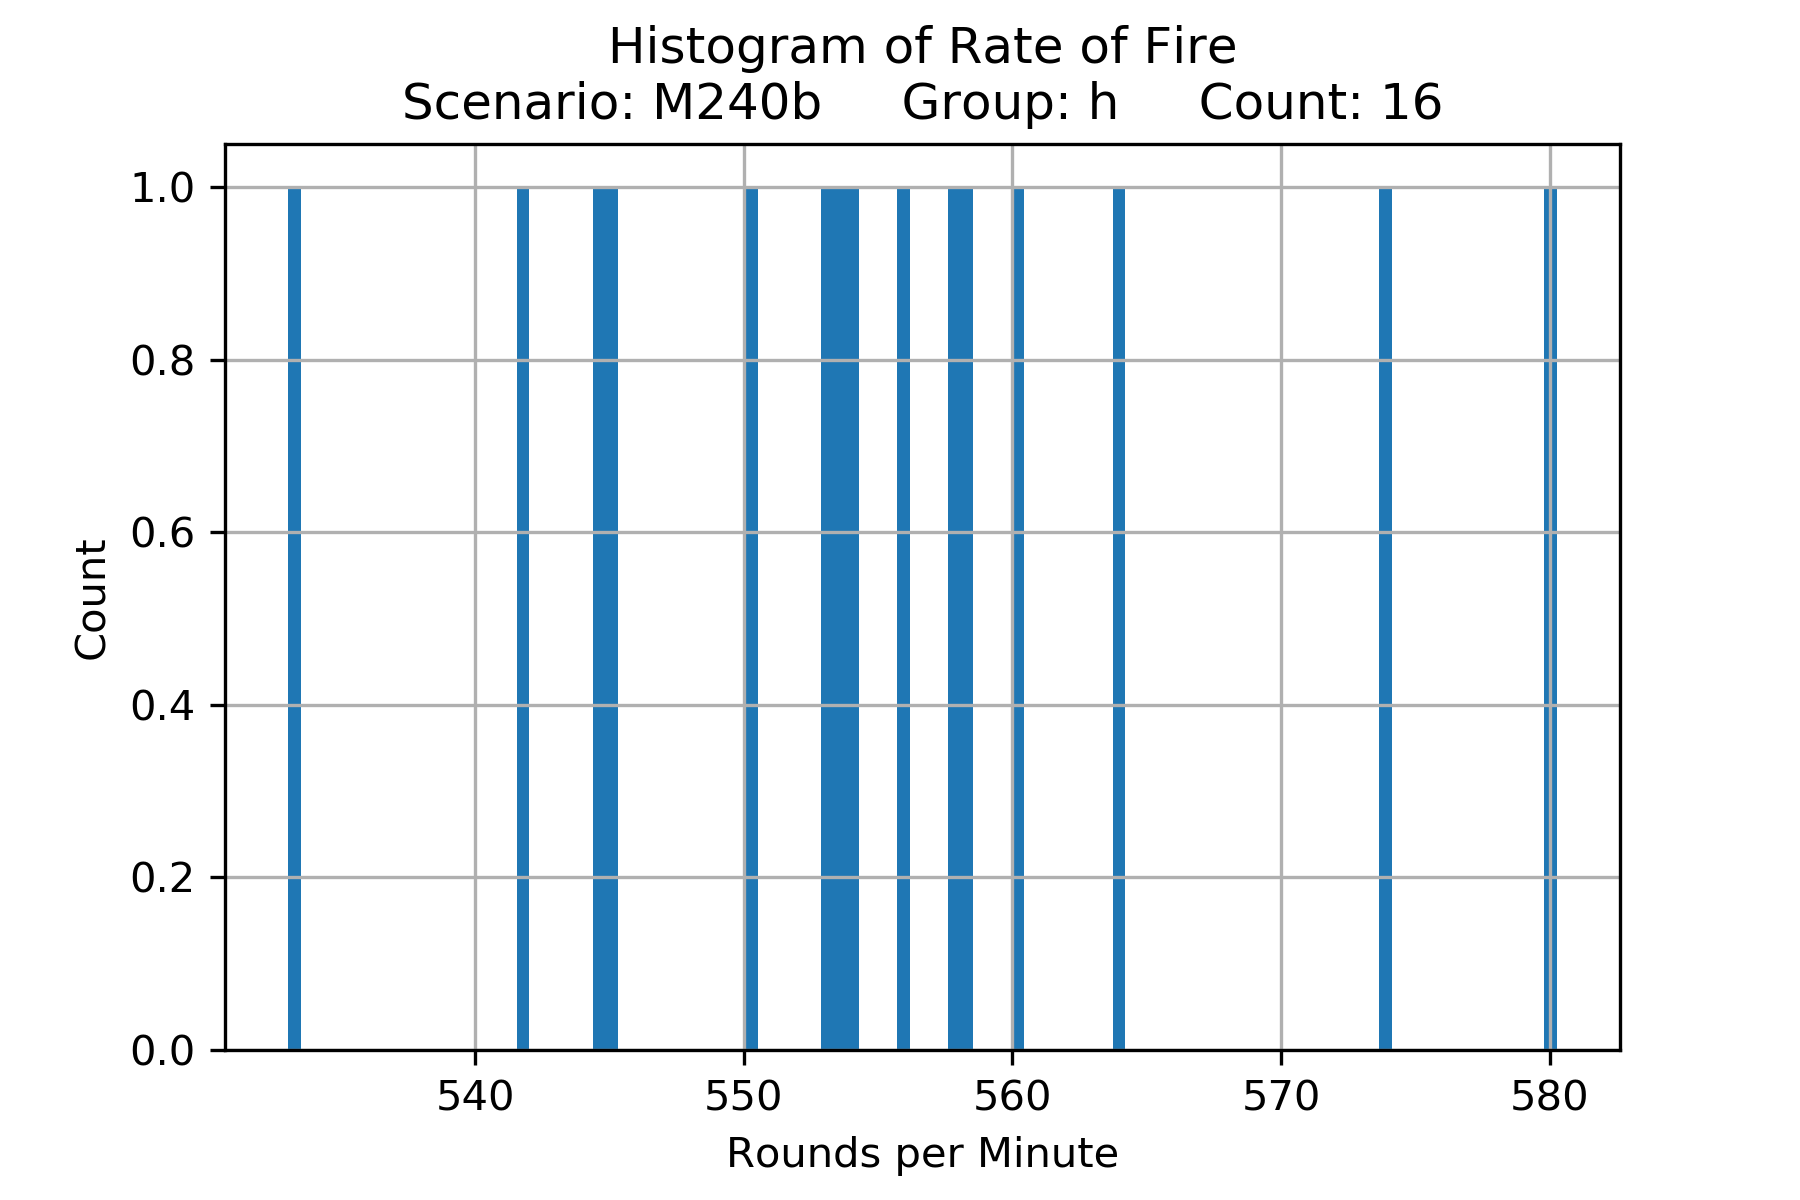 Histogram of Rate of Fire
Scenario: M240b     Group: h     Count: 16
1.0
0.8
0.6
0.4
0.2
0.0
Count
540 550 560 570 580
Rounds per Minute